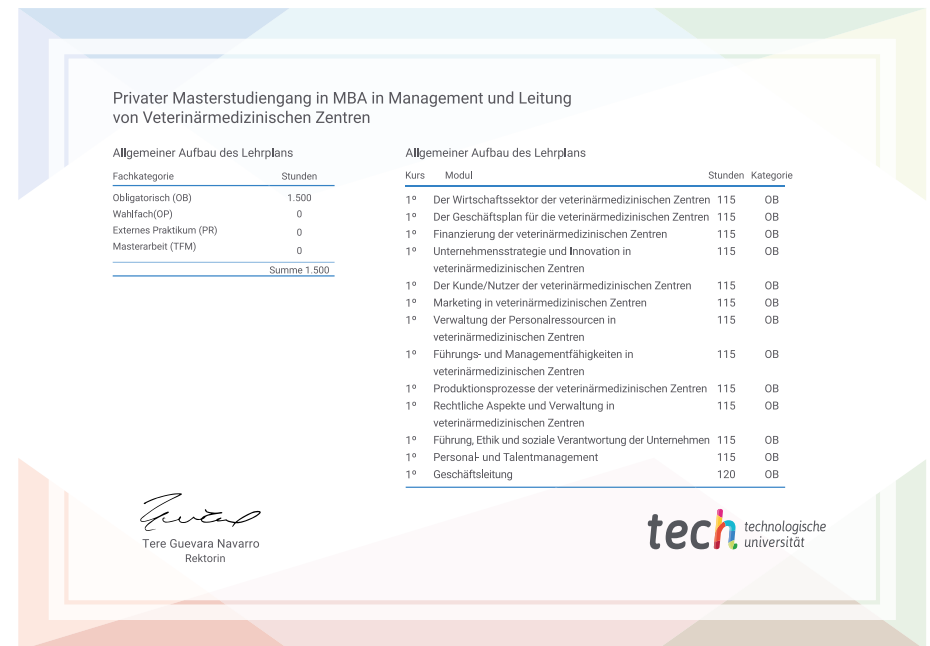 Privater Masterstudiengang in MBA in Management und Leitung
von Veterinärmedizinischen Zentren
Allgemeiner Aufbau des Lehrplans
Fachkategorie Stunden
Obligatorisch (OB) 1.500
Wahlfach(OP) 0
Externes Praktikum (PR) 0
Masterarbeit (TFM) 0
Summe 1.500
Allgemeiner Aufbau des Lehrplans
Kurs Modul Stunden Kategorie
1º Der Wirtschaftssektor der veterinärmedizinischen Zentren 115 OB
1º Der Geschäftsplan für die veterinärmedizinischen Zentren 115 OB
1º Finanzierung der veterinärmedizinischen Zentren 115 OB
1º Unternehmensstrategie und Innovation in 115 OB
veterinärmedizinischen Zentren
1º Der Kunde/Nutzer der veterinärmedizinischen Zentren 115 OB
1º Marketing in veterinärmedizinischen Zentren 115 OB
1º Verwaltung der Personalressourcen in 115 OB
veterinärmedizinischen Zentren
1º Führungs- und Managementfähigkeiten in 115 OB
veterinärmedizinischen Zentren
1º Produktionsprozesse der veterinärmedizinischen Zentren 115 OB
1º Rechtliche Aspekte und Verwaltung in 115 OB
veterinärmedizinischen Zentren
1º Führung, Ethik und soziale Verantwortung der Unternehmen 115 OB
1º Personal- und Talentmanagement 115 OB
1º Geschäftsleitung 120 OB
Tere Guevara Navarro
Rektorin
tech technologische
universität